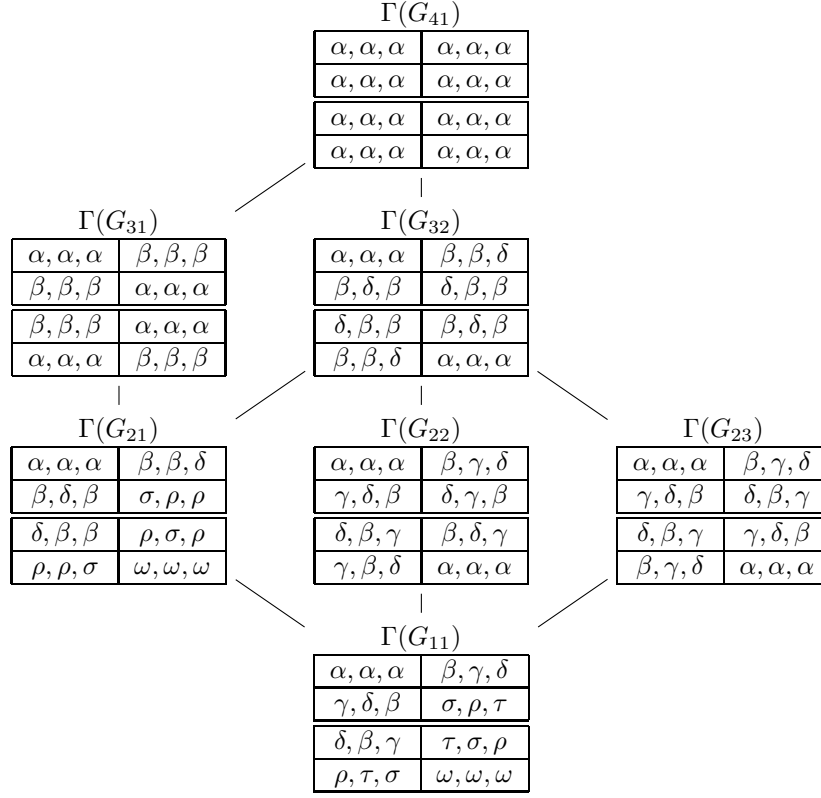 Γ(G₄₁)
α, α, α | α, α, α
α, α, α | α, α, α
α, α, α | α, α, α
α, α, α | α, α, α
Γ(G₃₁)
α, α, α | β, β, β
β, β, β | α, α, α
β, β, β | α, α, α
α, α, α | β, β, β
Γ(G₃₂)
α, α, α | β, β, δ
β, δ, β | δ, β, β
δ, β, β | β, δ, β
β, β, δ | α, α, α
Γ(G₂₁)
α, α, α | β, β, δ
β, δ, β | σ, ρ, ρ
δ, β, β | ρ, σ, ρ
ρ, ρ, σ | ω, ω, ω
Γ(G₂₂)
α, α, α | β, γ, δ
γ, δ, β | δ, γ, β
δ, β, γ | β, δ, γ
γ, β, δ | α, α, α
Γ(G₂₃)
α, α, α | β, γ, δ
γ, δ, β | δ, β, γ
δ, β, γ | γ, δ, β
β, γ, δ | α, α, α
Γ(G₁₁)
α, α, α | β, γ, δ
γ, δ, β | σ, ρ, τ
δ, β, γ | τ, σ, ρ
ρ, τ, σ | ω, ω, ω